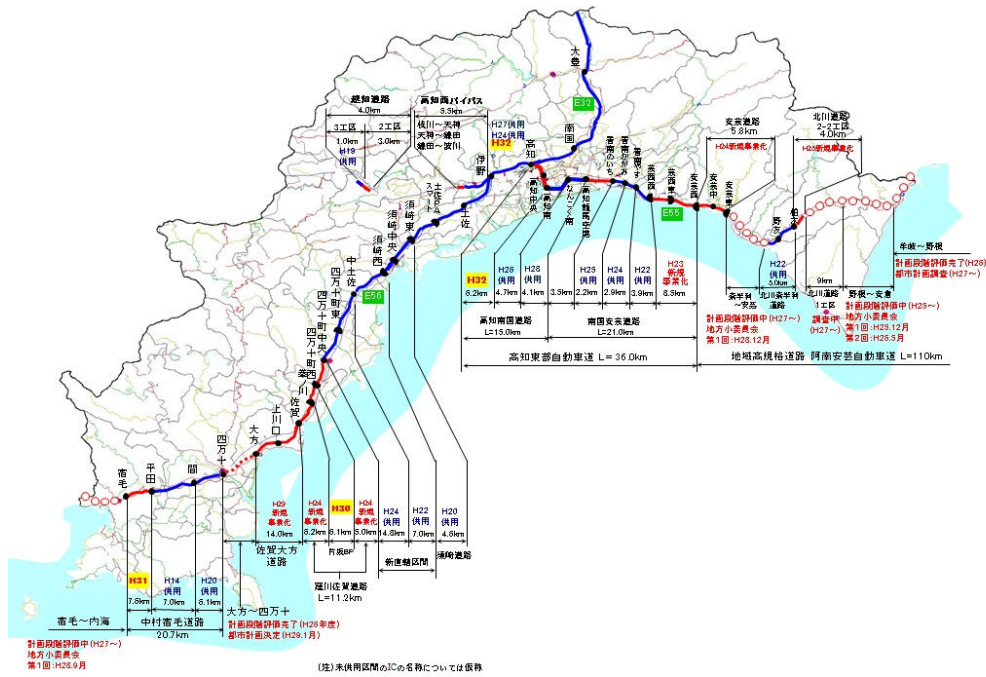 大豊
E32
越知道路
4.0km
3工区
2工区
1.0km
3.0km
H19
供用
高知西バイパス
枝川～天神
天神～鎌田
鎌田～波川
H27供用
H24供用
H32
南国
高知
伊野
土佐PA
スマート
土佐
高知中央
高知南
なんこく南
高知龍馬空港
香南のいち
香南かがみ
香南やす
芸西西
芸西東
安芸西
安芸中
安芸東
E55
安芸道路
5.8km
H24新規事業化
北川道路
2-2工区
4.0km
H25新規事業化
野友
須崎東
須崎中央
須崎西
中土佐
E56
四万十町東
四万十町中央
四万十町西
佐賀
上川口
大方
四万十
間
平田
宿毛
H32
6.2km
H26
供用
4.7km
H28
供用
4.1km
3.5km
H25
供用
2.2km
H24
供用
2.9km
H22
供用
3.9km
H23
新規
事業化
8.5km
H22
供用
5.0km
高知南国道路
L=15.0km
南国安芸道路
L=21.0km
高知東部自動車道 L= 36.0km
地域高規格道路 阿南安芸自動車道 L=110km
奈半利
～安芸
北川奈半利
道路
9km
北川道路
1工区
調査中
(H27～)
野根～安倉
計画段階評価中(H27～)
地方小委員会
第1回:H28.12月
計画段階評価中(H25～)
地方小委員会
第1回:H25.12月
第2回:H26.5月
牟岐～野根
計画段階評価完了(H26)
都市計画調査(H27～)
H29
新規
事業化
14.0km
H24
新規
事業化
6.2km
H30
6.1km
H24
新規
事業化
5.0km
H24
供用
14.8km
H22
供用
7.0km
H20
供用
4.8km
佐賀大方
道路
片坂BP
窪川佐賀道路
L=11.2km
新直轄区間
須崎道路
H31
7.6km
H14
供用
7.0km
H20
供用
6.1km
宿毛～内海
中村宿毛道路
20.7km
計画段階評価中(H27～)
地方小委員会
第1回:H28.9月
大方～四万十
計画段階評価完了(H28年度)
都市計画決定(H29.1月)
(注)未供用区間のICの名称については仮称